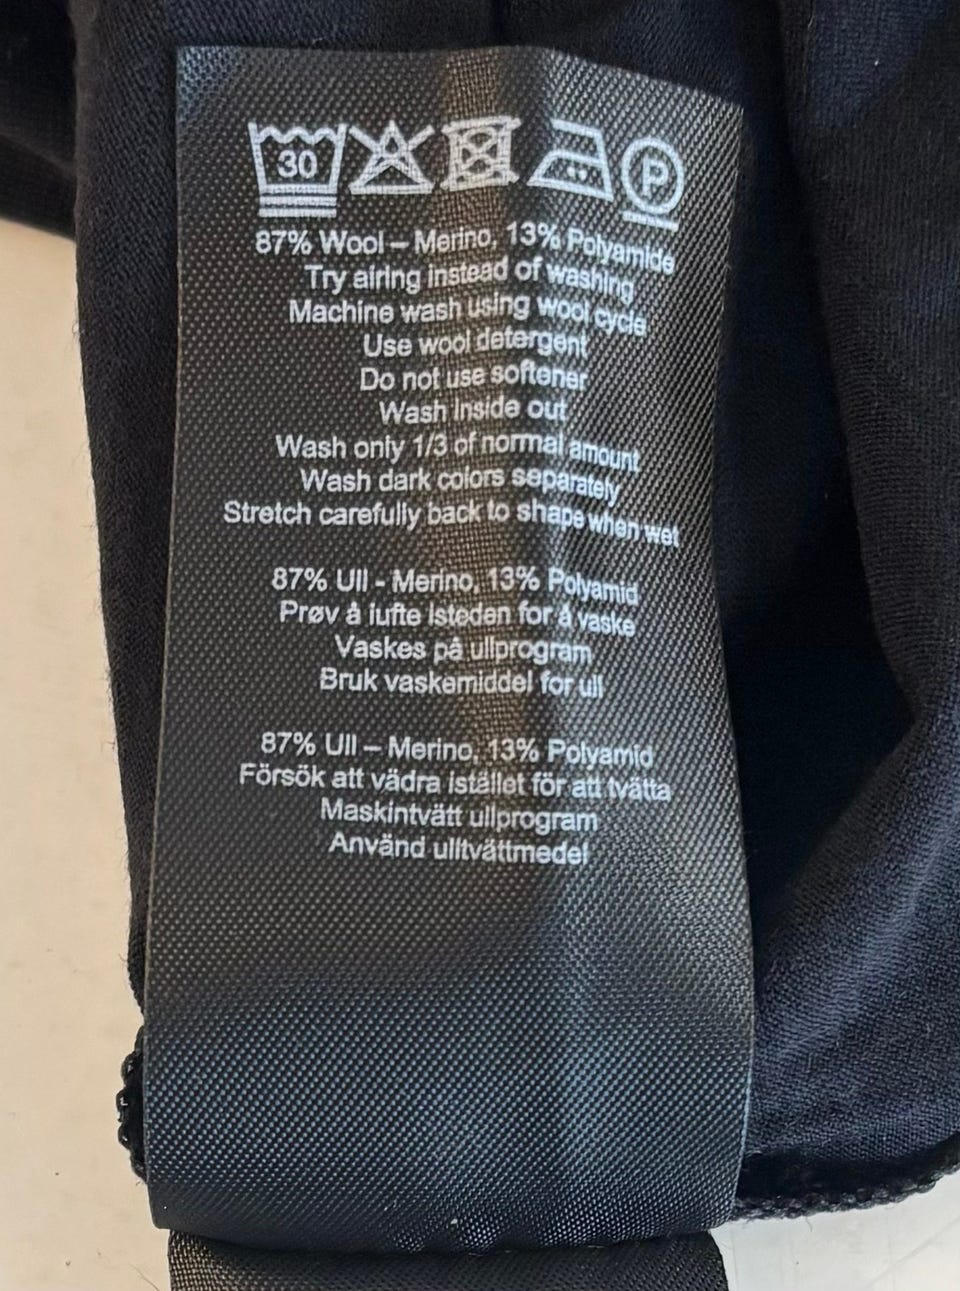 30 P
87% Wool – Merino, 13% Polyamide
Try airing instead of washing
Machine wash using wool cycle
Use wool detergent
Do not use softener
Wash inside out
Wash only 1/3 of normal amount
Wash dark colors separately
Stretch carefully back to shape when wet
87% Ull - Merino, 13% Polyamid
Prøv å lufte isteden for å vaske
Vaskes på ullprogram
Bruk vaskemiddel for ull
87% Ull – Merino, 13% Polyamid
Försök att vädra istället för att tvätta
Maskintvätt ullprogram
Använd ulltvättmedel